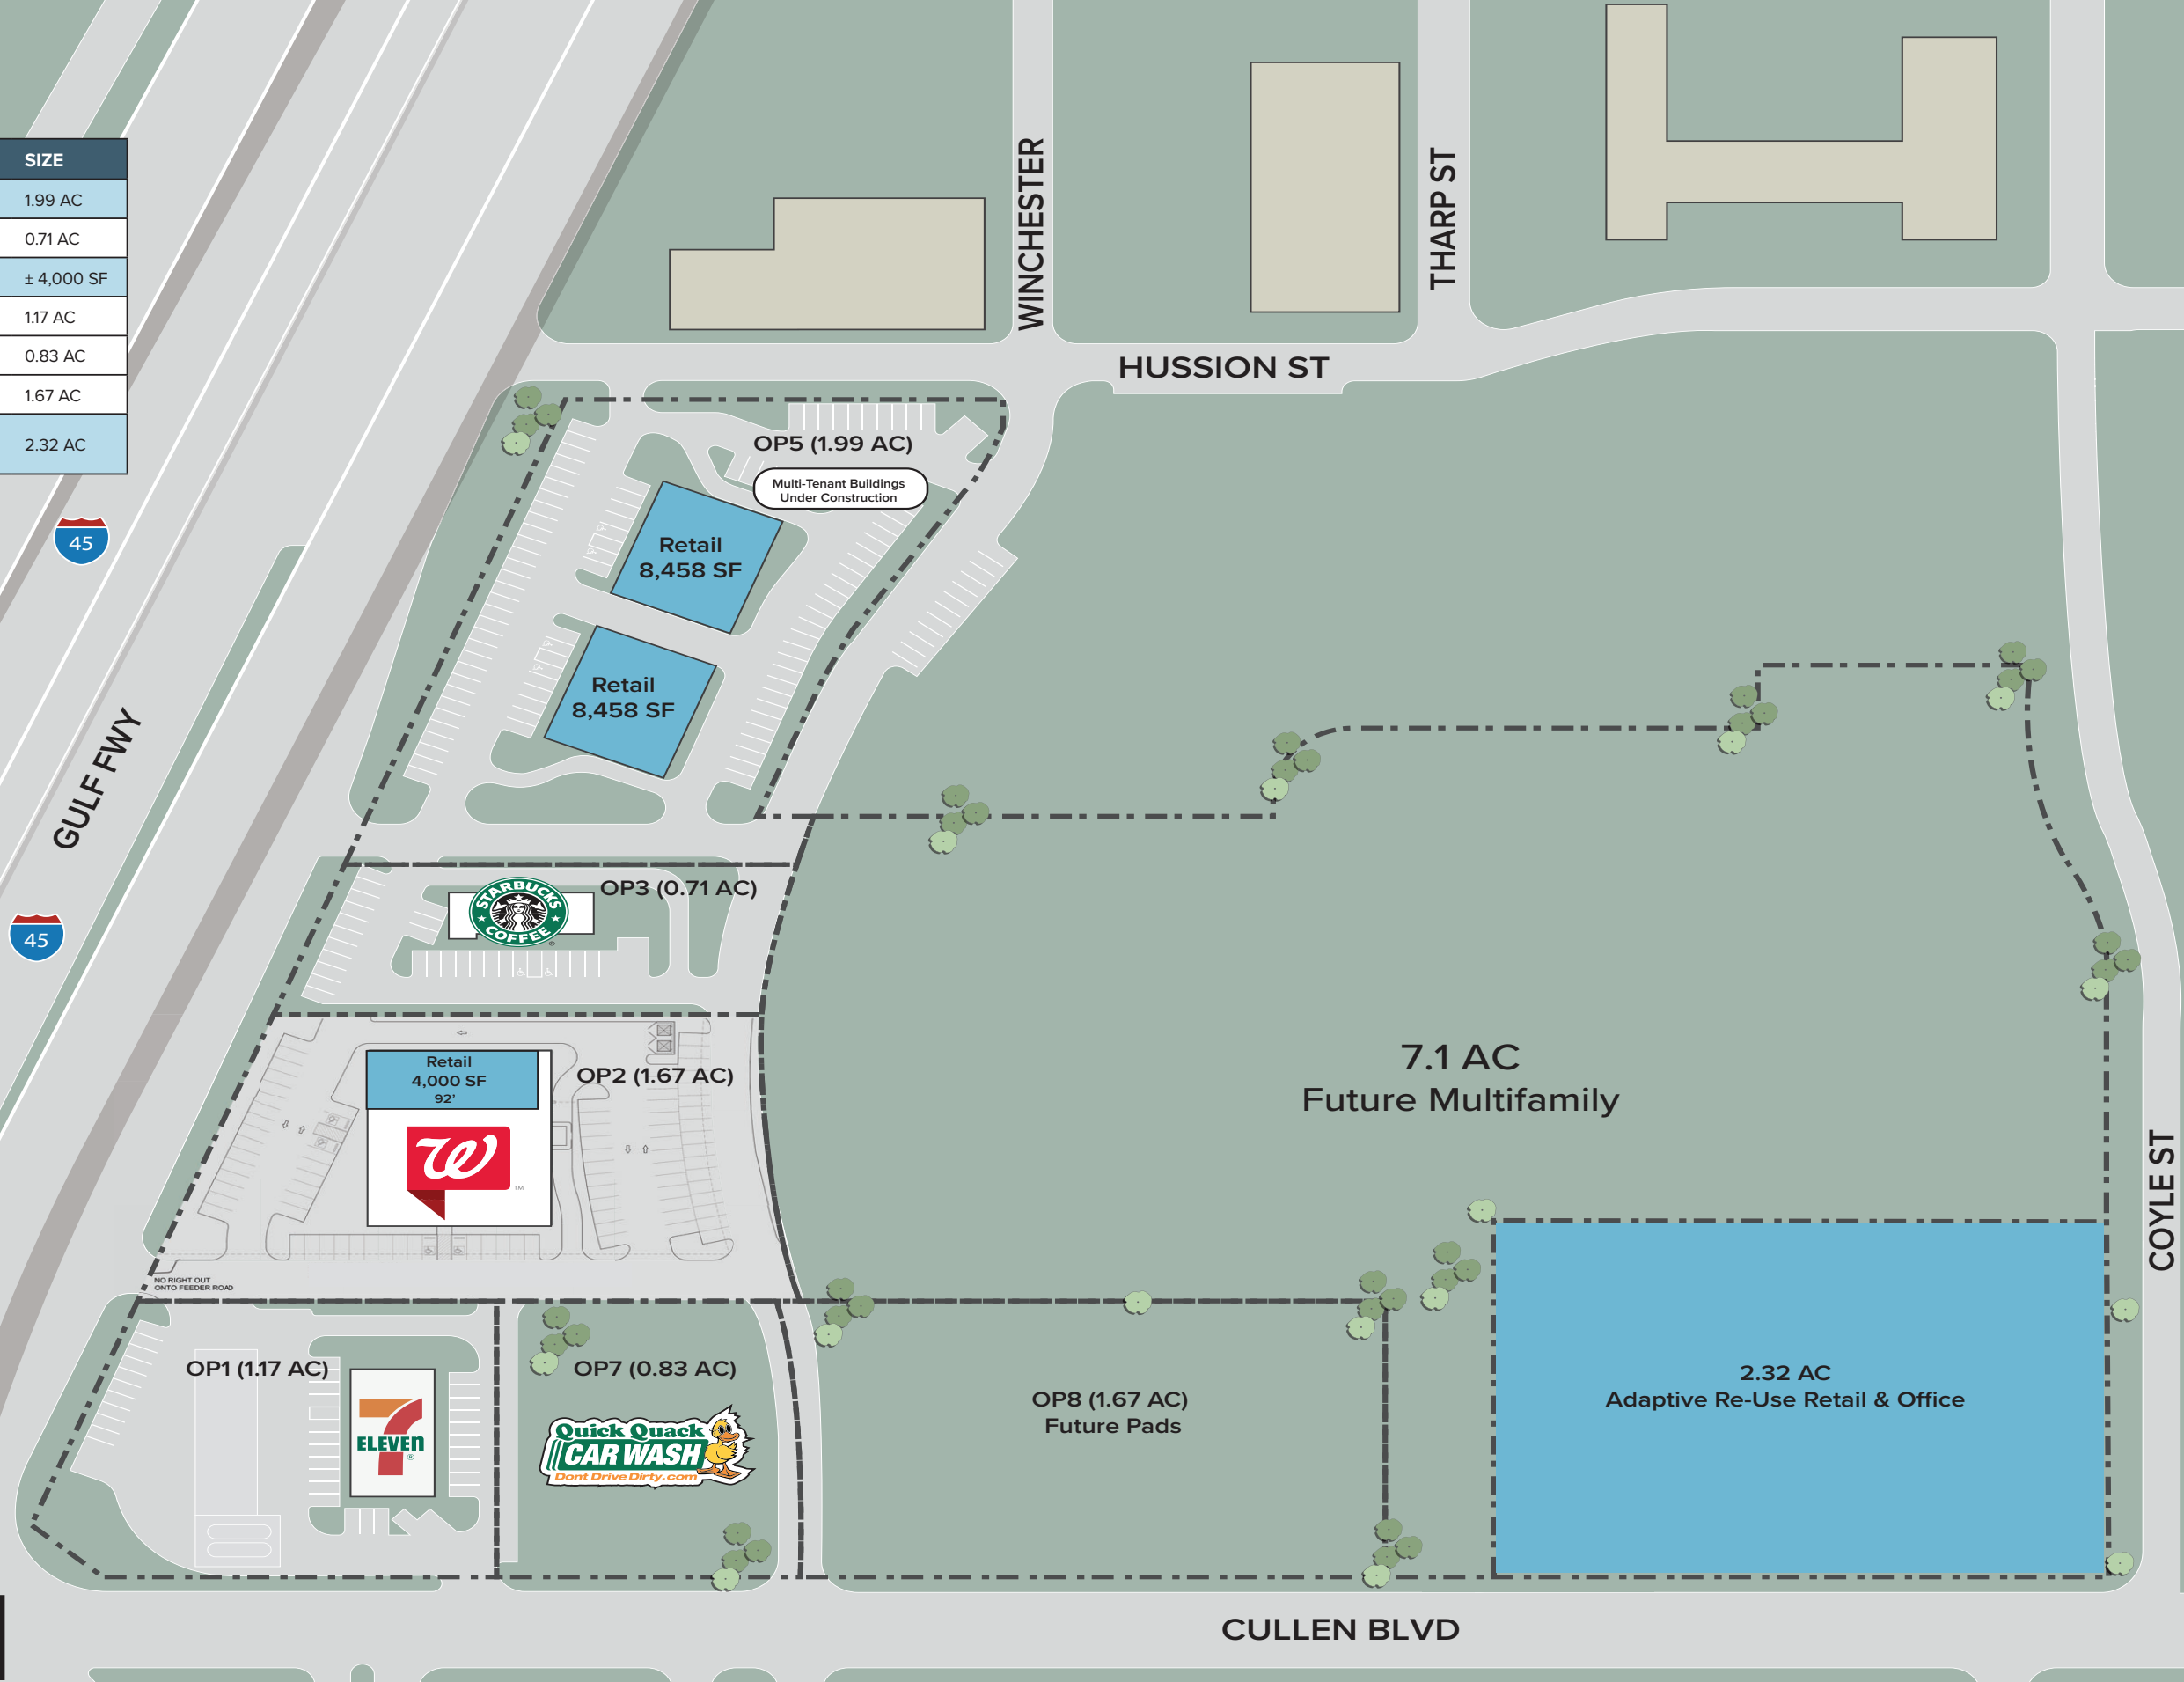 SIZE
1.99 AC
0.71 AC
± 4,000 SF
1.17 AC
0.83 AC
1.67 AC
2.32 AC
WINCHESTER
THARP ST
HUSSION ST
OP5 (1.99 AC)
Multi-Tenant Buildings
Under Construction
45
Retail
8,458 SF
Retail
8,458 SF
GULF FWY
45
STARBUCKS
COFFEE
®
OP3 (0.71 AC)
Retail
4,000 SF
92'
OP2 (1.67 AC)
W
TM
7.1 AC
Future Multifamily
COYLE ST
NO RIGHT OUT
ONTO FEEDER ROAD
OP1 (1.17 AC)
7
ELEVEn
®
OP7 (0.83 AC)
Quick Quack
CAR WASH
Dont Drive Dirty.com
OP8 (1.67 AC)
Future Pads
2.32 AC
Adaptive Re-Use Retail & Office
CULLEN BLVD